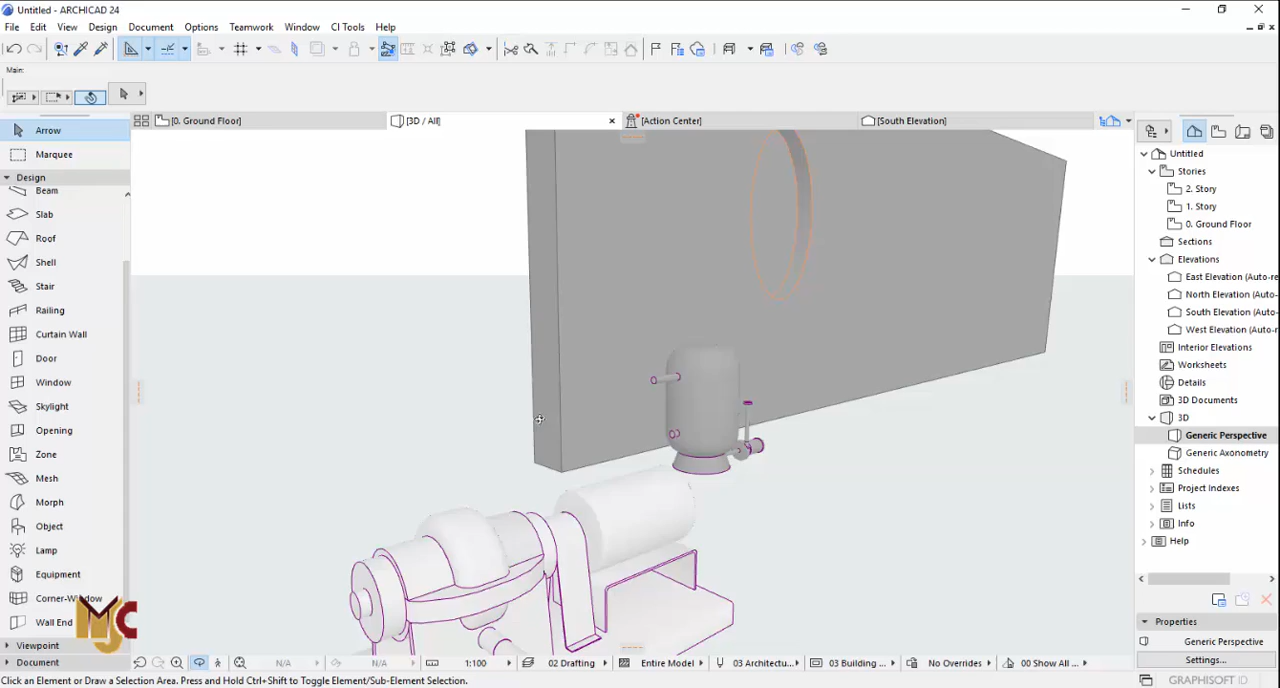 Untitled - ARCHICAD 24
File Edit View Design Document Options Teamwork Window CI Tools Help
Main:
[0. Ground Floor]
[3D / All]
[Action Center]
[South Elevation]
Arrow
Marquee
Design
Beam
Slab
Roof
Shell
Stair
Railing
Curtain Wall
Door
Window
Skylight
Opening
Zone
Mesh
Morph
Object
Lamp
Equipment
Corner-Window
Wall End
Viewpoint
Document
MSC
Untitled
Stories
2. Story
1. Story
0. Ground Floor
Sections
Elevations
East Elevation (Auto-re
North Elevation (Auto-
South Elevation (Auto-
West Elevation (Auto-r
Interior Elevations
Worksheets
Details
3D Documents
3D
Generic Perspective
Generic Axonometry
Schedules
Project Indexes
Lists
Info
Help
Properties
Generic Perspective
Settings...
GRAPHISOFT ID
N/A N/A 1:100 02 Drafting Entire Model 03 Architectu... 03 Building ... No Overrides 00 Show All ...
Click an Element or Draw a Selection Area. Press and Hold Ctrl+Shift to Toggle Element/Sub-Element Selection.